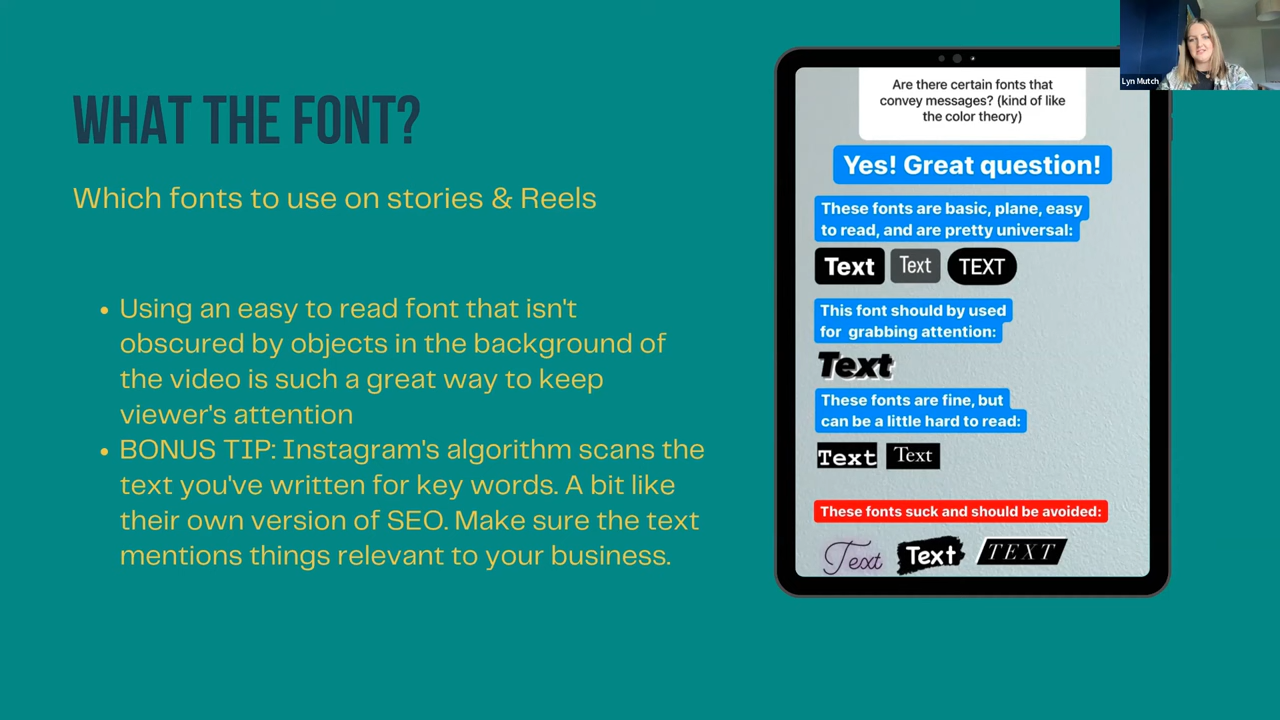 WHAT THE FONT?
Which fonts to use on stories & Reels
• Using an easy to read font that isn't
obscured by objects in the background of
the video is such a great way to keep
viewer's attention
• BONUS TIP: Instagram's algorithm scans the
text you've written for key words. A bit like
their own version of SEO. Make sure the text
mentions things relevant to your business.
Are there certain fonts that
convey messages? (kind of like
the color theory)
Yes! Great question!
These fonts are basic, plane, easy
to read, and are pretty universal:
Text Text TEXT
This font should by used
for grabbing attention:
Text
These fonts are fine, but
can be a little hard to read:
Text Text
These fonts suck and should be avoided:
Text Text TEXT
Lyn Mutch